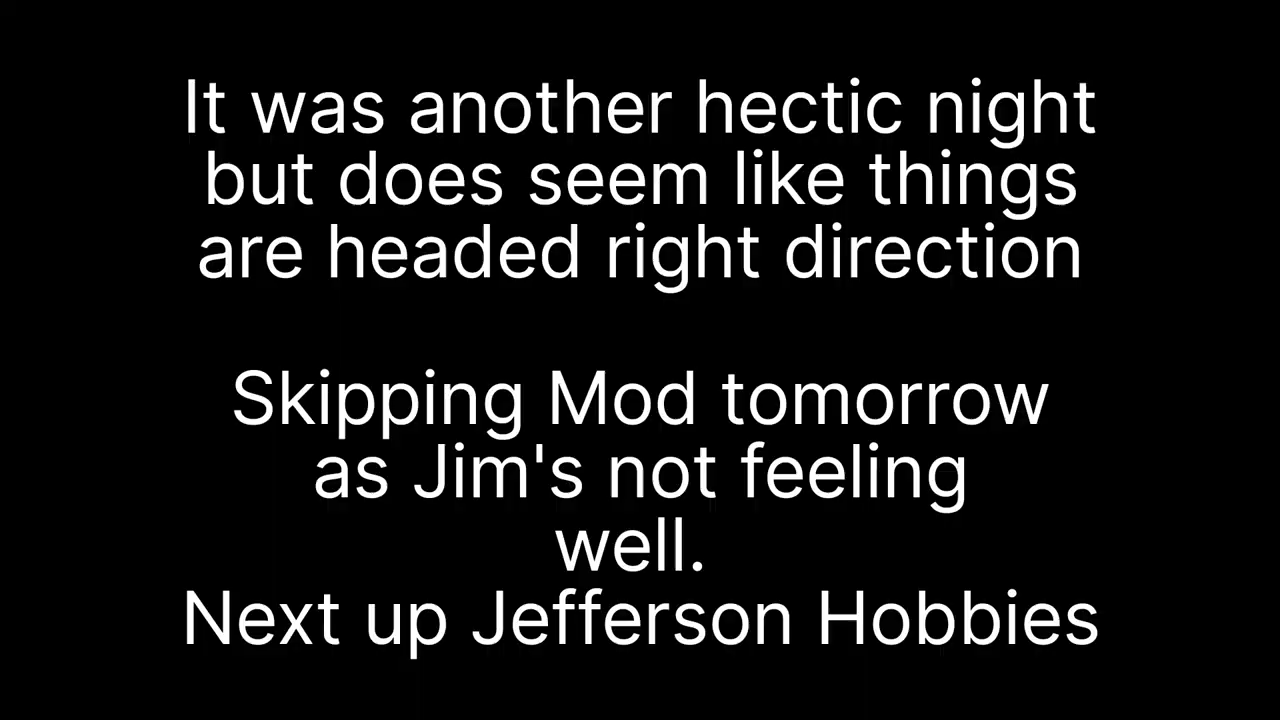 It was another hectic night
but does seem like things
are headed right direction
Skipping Mod tomorrow
as Jim's not feeling
well.
Next up Jefferson Hobbies